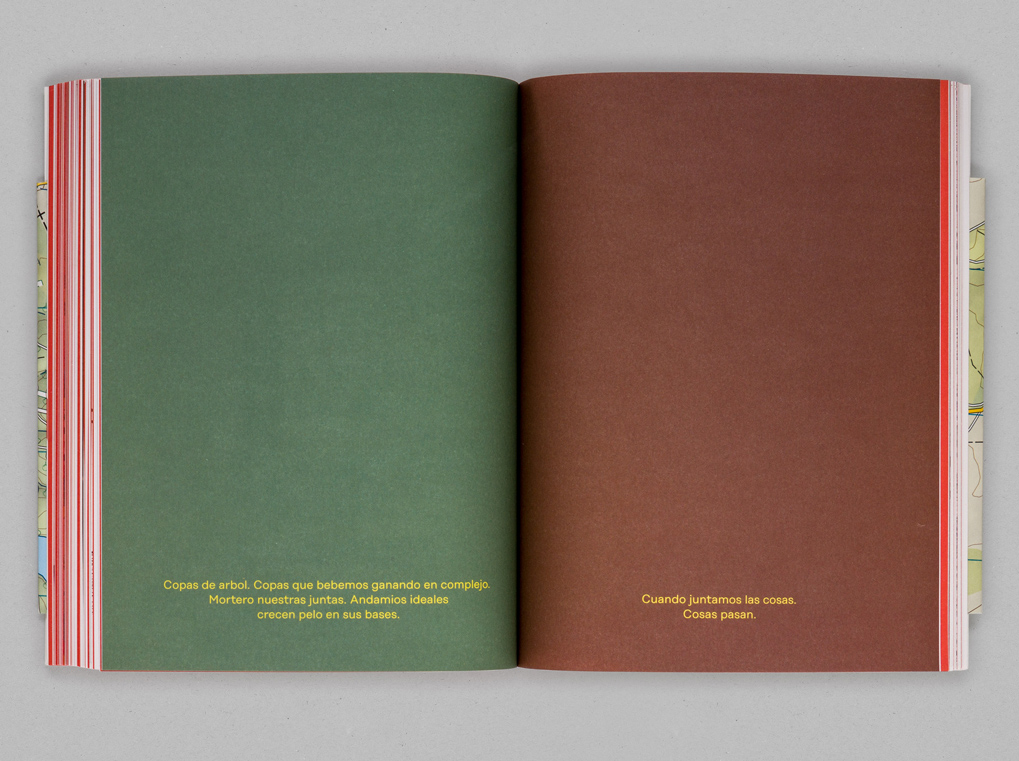 Copas de arbol. Copas que bebemos ganando en complejo.
Mortero nuestras juntas. Andamios ideales
crecen pelo en sus bases.
Cuando juntamos las cosas.
Cosas pasan.